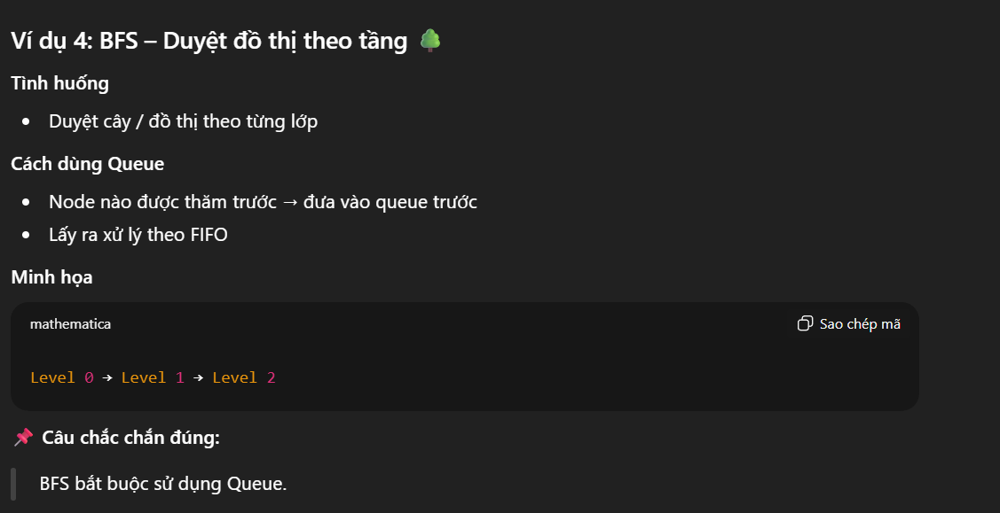 Ví dụ 4: BFS – Duyệt đồ thị theo tầng 🌳
Tình huống
• Duyệt cây / đồ thị theo từng lớp
Cách dùng Queue
• Node nào được thăm trước → đưa vào queue trước
• Lấy ra xử lý theo FIFO
Minh họa
mathematica
Sao chép mã
Level 0 → Level 1 → Level 2
📌 Câu chắc chắn đúng:
BFS bắt buộc sử dụng Queue.